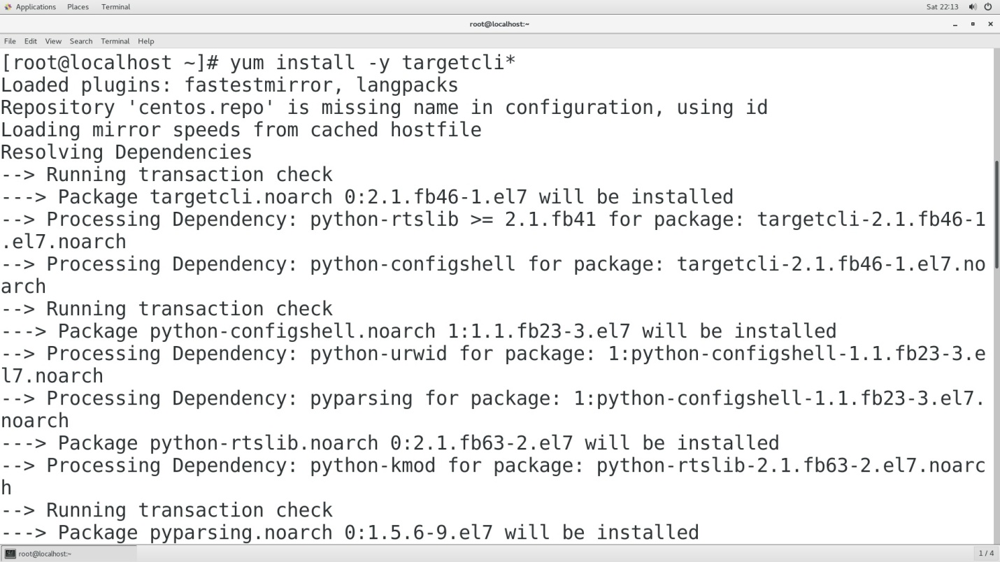 Applications Places Terminal Sat 22:13
root@localhost:~
File Edit View Search Terminal Help
[root@localhost ~]# yum install -y targetcli*
Loaded plugins: fastestmirror, langpacks
Repository 'centos.repo' is missing name in configuration, using id
Loading mirror speeds from cached hostfile
Resolving Dependencies
--> Running transaction check
---> Package targetcli.noarch 0:2.1.fb46-1.el7 will be installed
--> Processing Dependency: python-rtslib >= 2.1.fb41 for package: targetcli-2.1.fb46-1
.el7.noarch
--> Processing Dependency: python-configshell for package: targetcli-2.1.fb46-1.el7.no
arch
--> Running transaction check
---> Package python-configshell.noarch 1:1.1.fb23-3.el7 will be installed
--> Processing Dependency: python-urwid for package: 1:python-configshell-1.1.fb23-3.e
l7.noarch
--> Processing Dependency: pyparsing for package: 1:python-configshell-1.1.fb23-3.el7.
noarch
---> Package python-rtslib.noarch 0:2.1.fb63-2.el7 will be installed
--> Processing Dependency: python-kmod for package: python-rtslib-2.1.fb63-2.el7.noarc
h
--> Running transaction check
---> Package pyparsing.noarch 0:1.5.6-9.el7 will be installed
root@localhost:~ 1 / 4